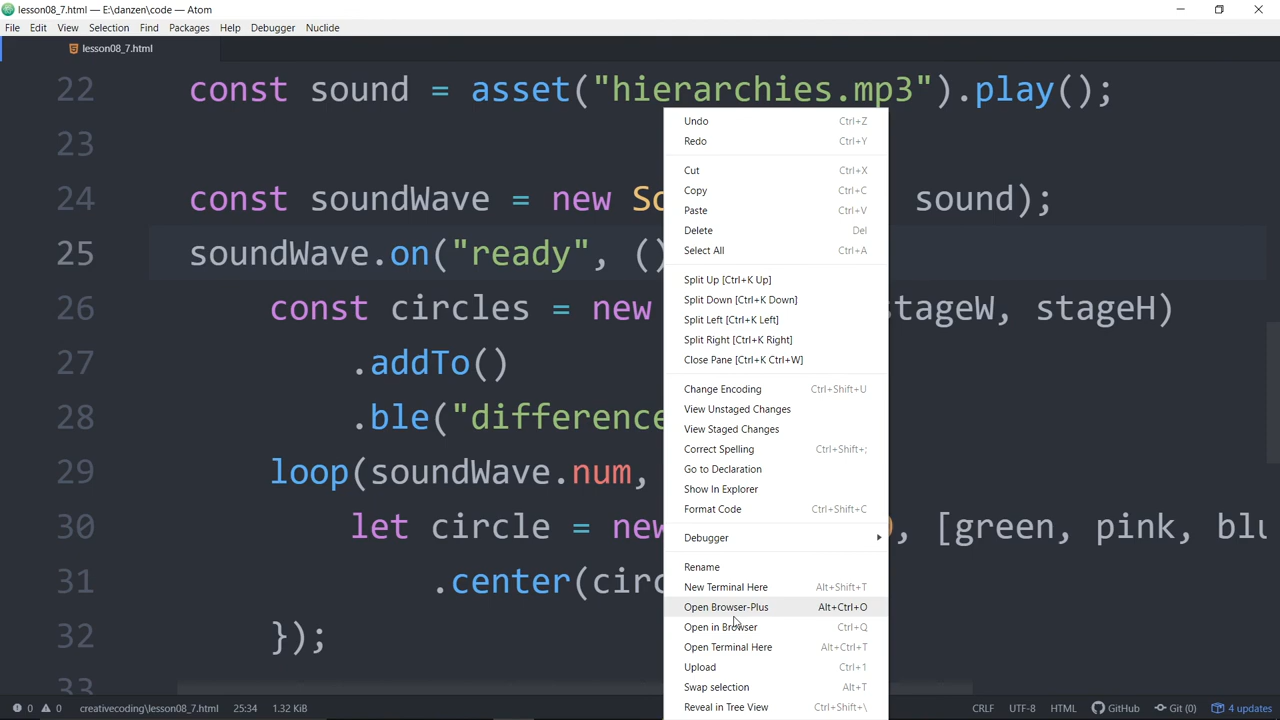 lesson08_7.html — E:\danzen\code — Atom
File Edit View Selection Find Packages Help Debugger Nuclide
lesson08_7.html
22 const sound = asset("hierarchies.mp3").play();
23
24 const soundWave = new So sound);
25 soundWave.on("ready", ()
26 const circles = new stageW, stageH)
27 .addTo()
28 .ble("difference
29 loop(soundWave.num,
30 let circle = new , [green, pink, blu
31 .center(circ
32 });
33
Undo Ctrl+Z
Redo Ctrl+Y
Cut Ctrl+X
Copy Ctrl+C
Paste Ctrl+V
Delete Del
Select All Ctrl+A
Split Up [Ctrl+K Up]
Split Down [Ctrl+K Down]
Split Left [Ctrl+K Left]
Split Right [Ctrl+K Right]
Close Pane [Ctrl+K Ctrl+W]
Change Encoding Ctrl+Shift+U
View Unstaged Changes
View Staged Changes
Correct Spelling Ctrl+Shift+;
Go to Declaration
Show In Explorer
Format Code Ctrl+Shift+C
Debugger
Rename
New Terminal Here Alt+Shift+T
Open Browser-Plus Alt+Ctrl+O
Open in Browser Ctrl+Q
Open Terminal Here Alt+Ctrl+T
Upload Ctrl+1
Swap selection Alt+T
Reveal in Tree View Ctrl+Shift+\
0 0 creativecoding\lesson08_7.html 25:34 1.32 KiB CRLF UTF-8 HTML GitHub Git (0) 4 updates